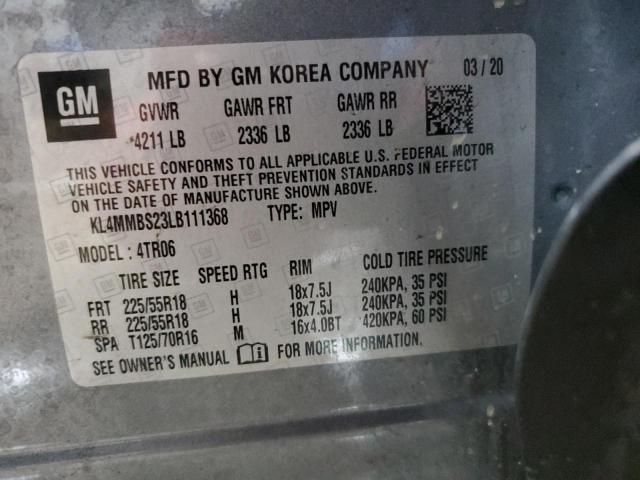 GM
MFD BY GM KOREA COMPANY 03/20
GVWR GAWR FRT GAWR RR
4211 LB 2336 LB 2336 LB
THIS VEHICLE CONFORMS TO ALL APPLICABLE U.S. FEDERAL MOTOR
VEHICLE SAFETY AND THEFT PREVENTION STANDARDS IN EFFECT
ON THE DATE OF MANUFACTURE SHOWN ABOVE.
KL4MMBS23LB111368 TYPE: MPV
MODEL : 4TR06
TIRE SIZE SPEED RTG RIM COLD TIRE PRESSURE
FRT 225/55R18 H 18x7.5J 240KPA, 35 PSI
RR 225/55R18 H 18x7.5J 240KPA, 35 PSI
SPA T125/70R16 M 16x4.0BT 420KPA, 60 PSI
SEE OWNER'S MANUAL FOR MORE INFORMATION.